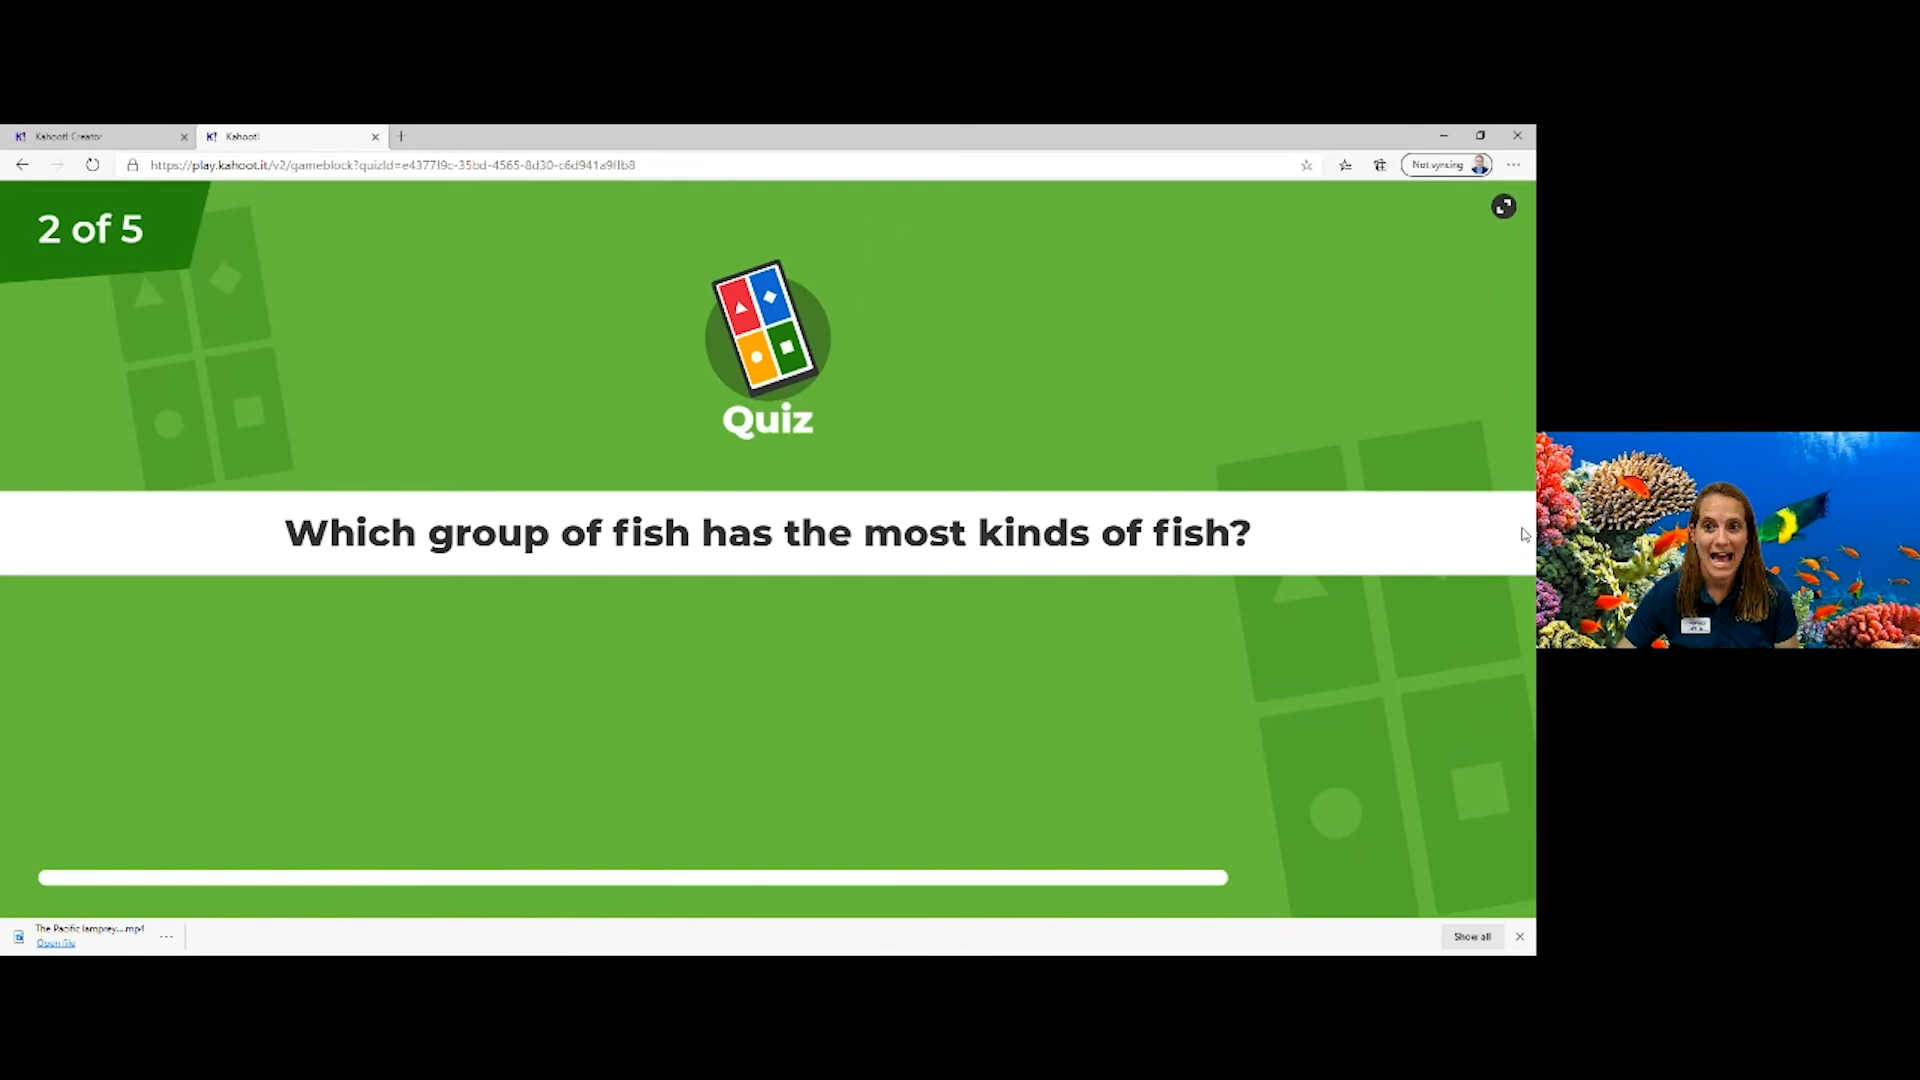 Kahoot! Creator
Kahoot!
https://play.kahoot.it/v2/gameblock?quizId=e4377f9c-35bd-4565-8d30-c6d941a9ffb8
Not syncing
2 of 5
Quiz
Which group of fish has the most kinds of fish?
The Pacific lamprey....mp4
Open file
Show all